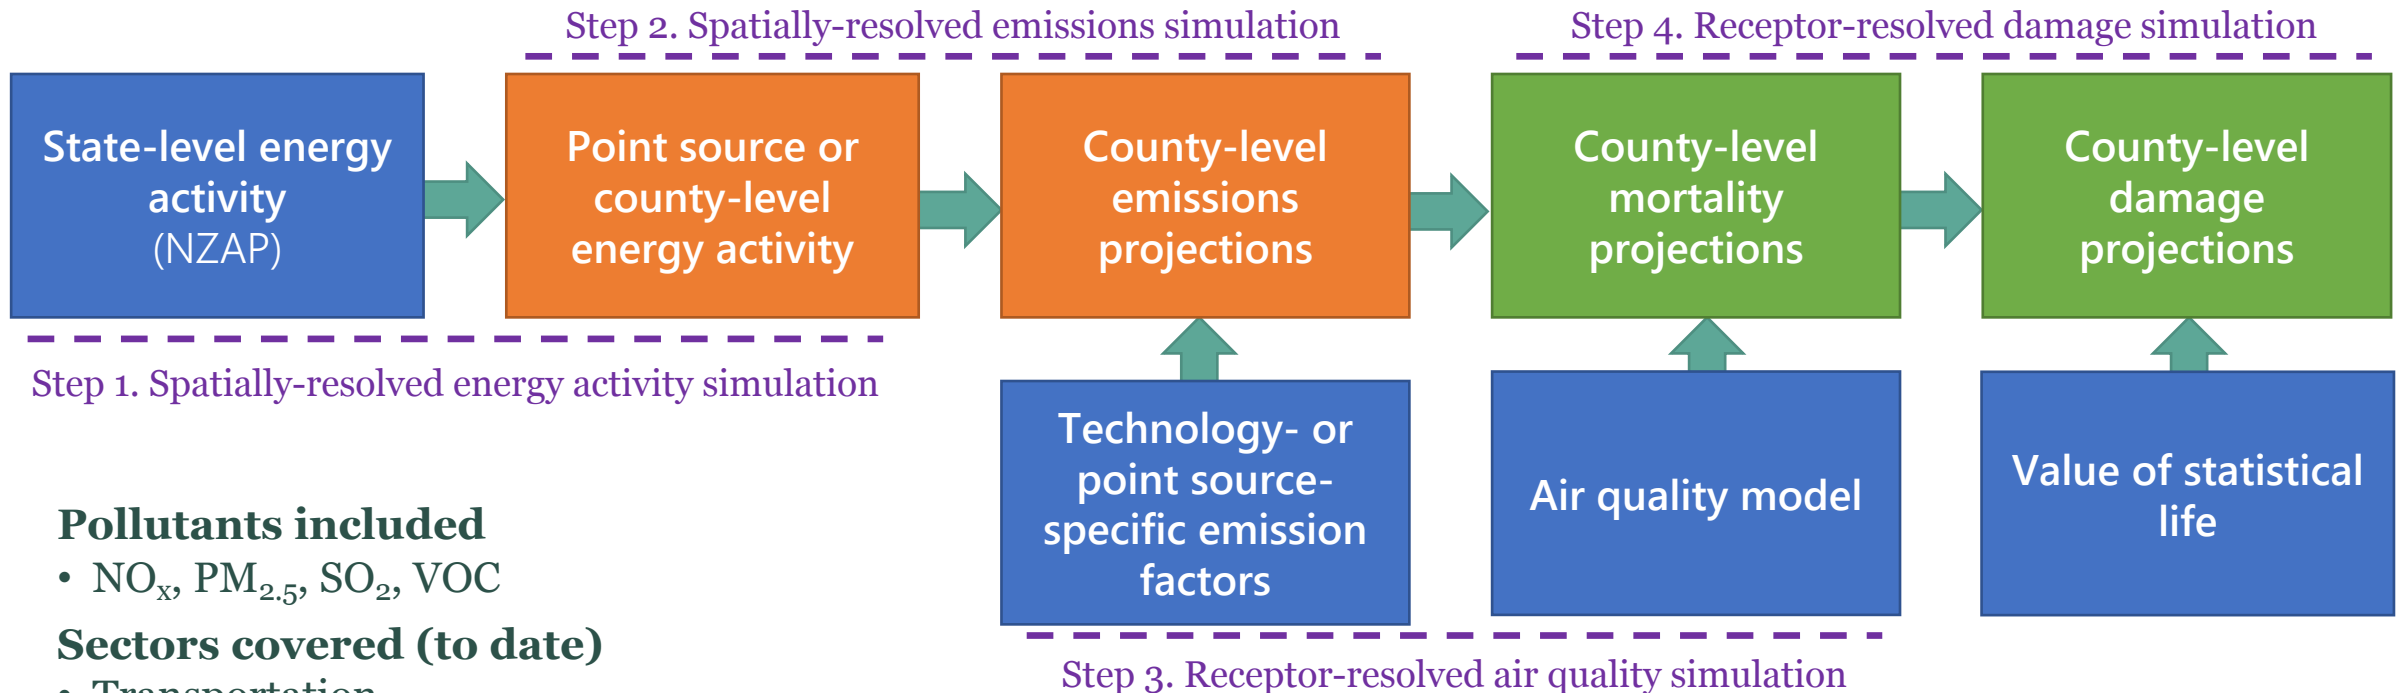 Step 2. Spatially-resolved emissions simulation
Step 4. Receptor-resolved damage simulation
State-level energy
activity
(NZAP)
Point source or
county-level
energy activity
County-level
emissions
projections
County-level
mortality
projections
County-level
damage
projections
Step 1. Spatially-resolved energy activity simulation
Technology- or
point source-
specific emission
factors
Air quality model
Value of statistical
life
Step 3. Receptor-resolved air quality simulation
Pollutants included
• NOₓ, PM₂.₅, SO₂, VOC
Sectors covered (to date)
• Transportation